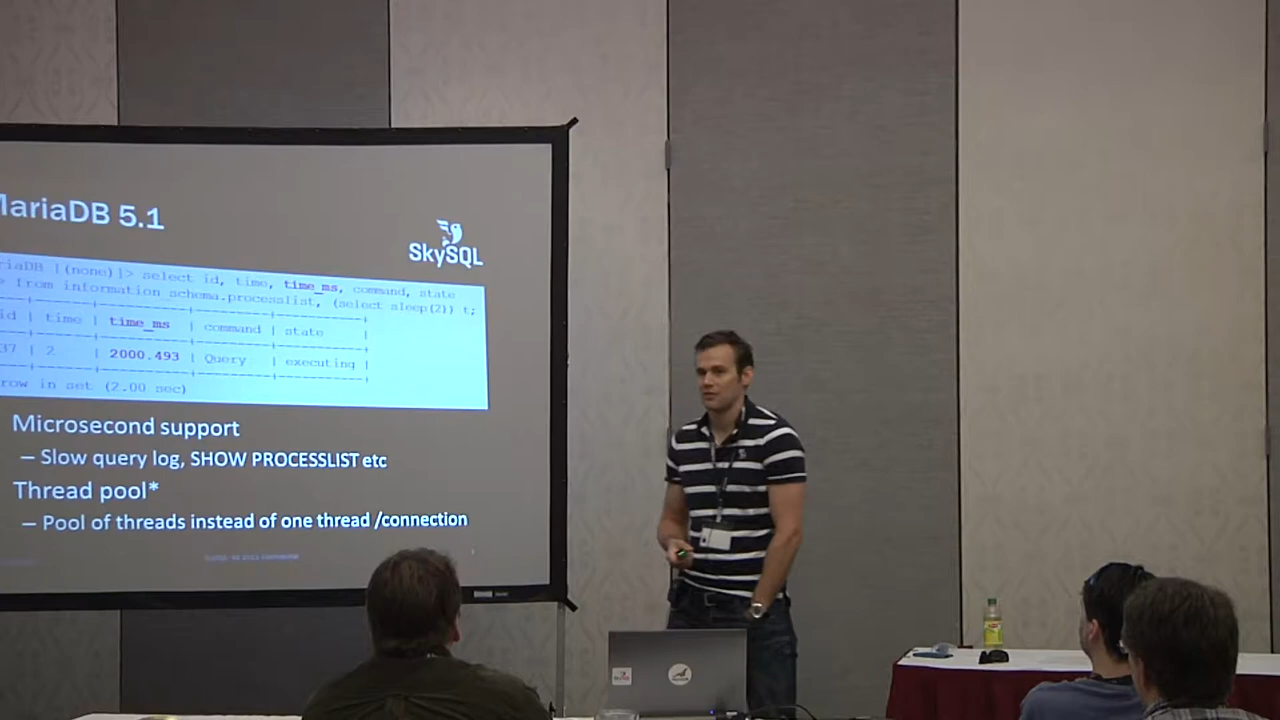 MariaDB 5.1
SkySQL
riaDB [(none)]> select id, time, time_ms, command, state
> from information_schema.processlist, (select sleep(2)) t;
id | time | time_ms | command | state |
37 | 2 | 2000.493 | Query | executing |
row in set (2.00 sec)
Microsecond support
– Slow query log, SHOW PROCESSLIST etc
Thread pool*
– Pool of threads instead of one thread /connection